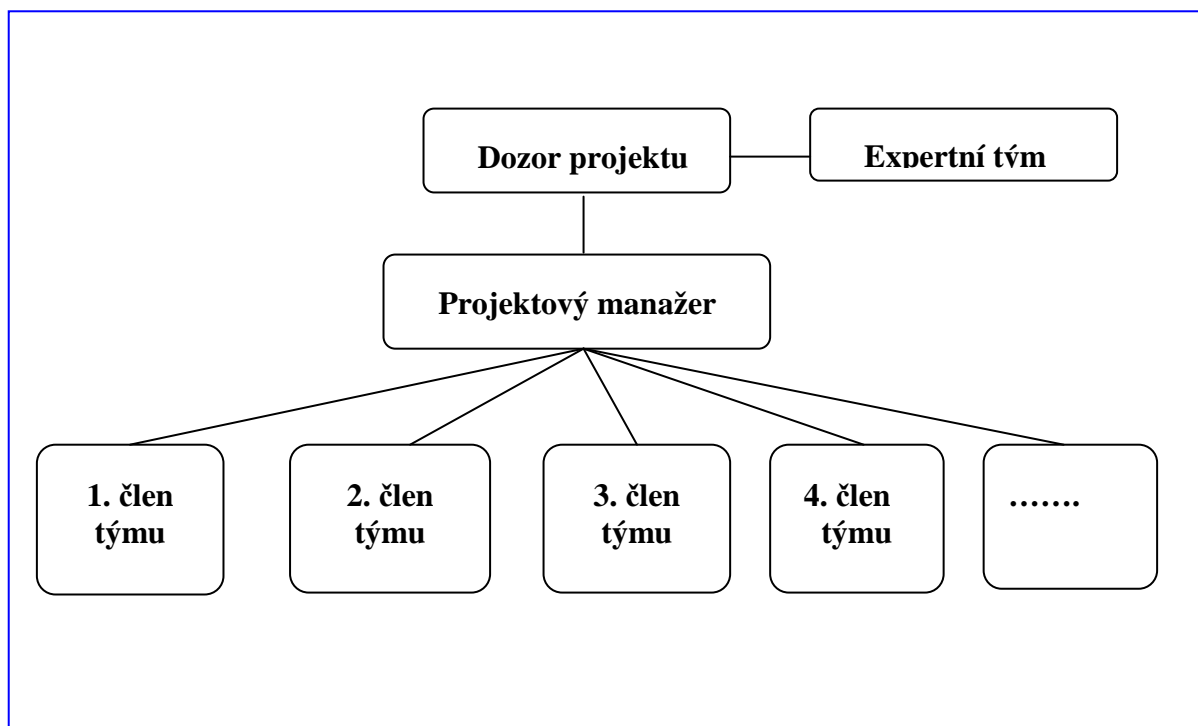 Dozor projektu
Expertní tým
Projektový manažer
1. člen
týmu
2. člen
týmu
3. člen
týmu
4. člen
týmu
…….